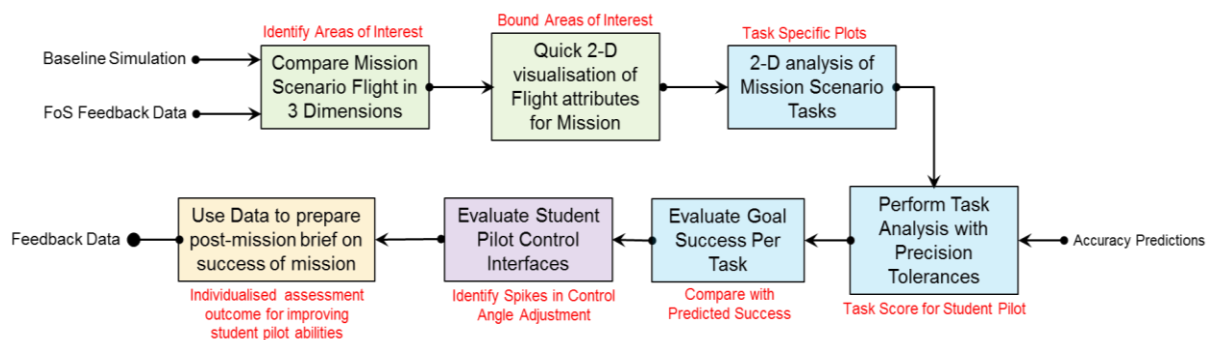 Identify Areas of Interest
Bound Areas of Interest
Task Specific Plots
Baseline Simulation
FoS Feedback Data
Compare Mission
Scenario Flight in
3 Dimensions
Quick 2-D
visualisation of
Flight attributes
for Mission
2-D analysis of
Mission Scenario
Tasks
Feedback Data
Use Data to prepare
post-mission brief on
success of mission
Individualised assessment
outcome for improving
student pilot abilities
Evaluate Student
Pilot Control
Interfaces
Identify Spikes in Control
Angle Adjustment
Evaluate Goal
Success Per
Task
Compare with
Predicted Success
Perform Task
Analysis with
Precision
Tolerances
Task Score for Student Pilot
Accuracy Predictions